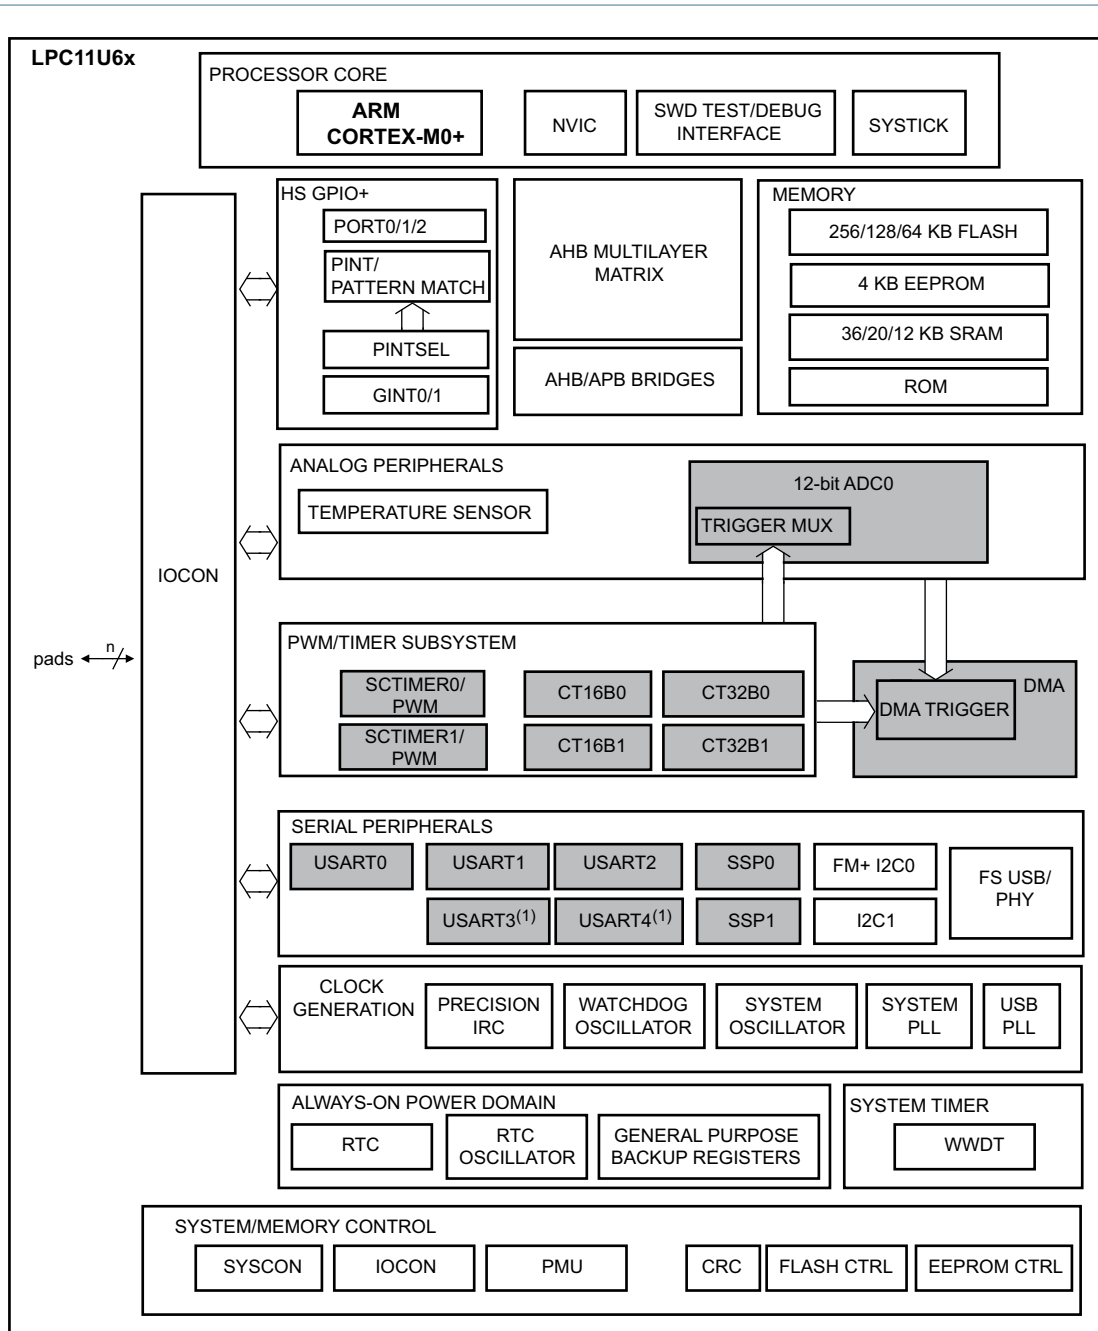 LPC11U6x
PROCESSOR CORE
ARM
CORTEX-M0+
NVIC
SWD TEST/DEBUG
INTERFACE
SYSTICK
HS GPIO+
PORT0/1/2
PINT/
PATTERN MATCH
PINTSEL
GINT0/1
AHB MULTILAYER
MATRIX
AHB/APB BRIDGES
MEMORY
256/128/64 KB FLASH
4 KB EEPROM
36/20/12 KB SRAM
ROM
IOCON
pads
n
ANALOG PERIPHERALS
TEMPERATURE SENSOR
12-bit ADC0
TRIGGER MUX
PWM/TIMER SUBSYSTEM
SCTIMER0/
PWM
CT16B0
CT32B0
SCTIMER1/
PWM
CT16B1
CT32B1
DMA
DMA TRIGGER
SERIAL PERIPHERALS
USART0
USART1
USART2
SSP0
FM+ I2C0
FS USB/
PHY
USART3(1)
USART4(1)
SSP1
I2C1
CLOCK
GENERATION
PRECISION
IRC
WATCHDOG
OSCILLATOR
SYSTEM
OSCILLATOR
SYSTEM
PLL
USB
PLL
ALWAYS-ON POWER DOMAIN
RTC
RTC
OSCILLATOR
GENERAL PURPOSE
BACKUP REGISTERS
SYSTEM TIMER
WWDT
SYSTEM/MEMORY CONTROL
SYSCON
IOCON
PMU
CRC
FLASH CTRL
EEPROM CTRL